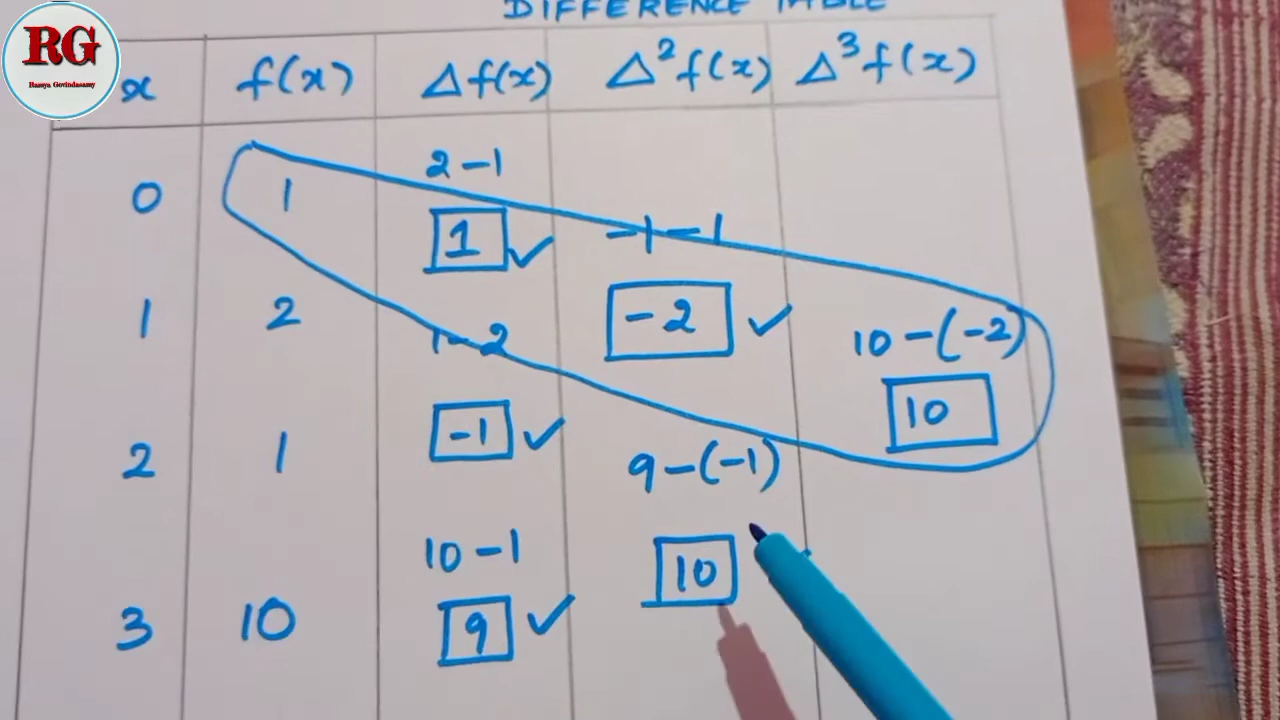 RG
Ramya Govindasamy
DIFFERENCE TABLE
x f(x) Δf(x) Δ²f(x) Δ³f(x)
2-1
0 1
1 -1-1
1 2 -2
1-2 10-(-2)
10
-1
2 1 9-(-1)
10-1
10
3 10 9